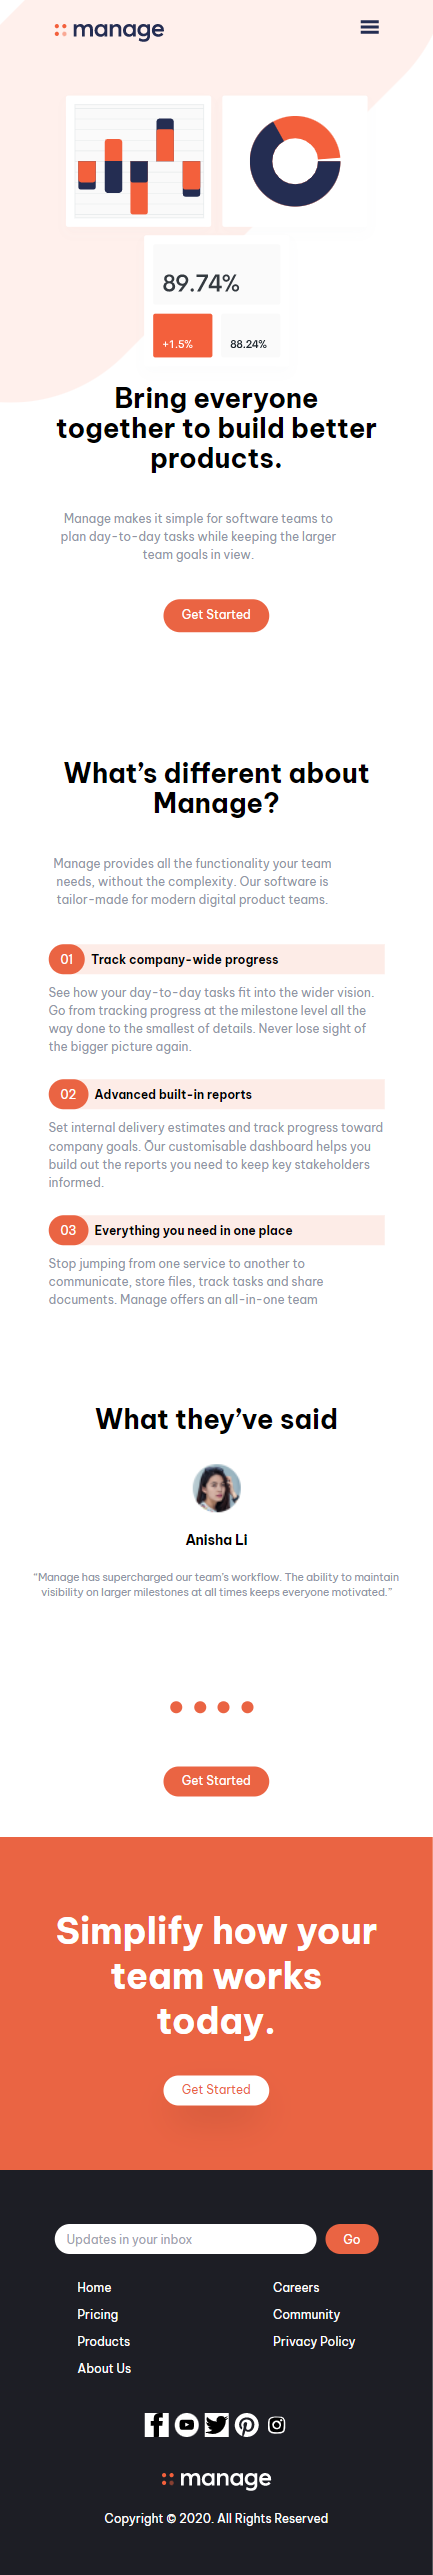 manage
89.74%
+1.5%
88.24%
Bring everyone
together to build better
products.
Manage makes it simple for software teams to
plan day-to-day tasks while keeping the larger
team goals in view.
Get Started
What’s different about
Manage?
Manage provides all the functionality your team
needs, without the complexity. Our software is
tailor-made for modern digital product teams.
01 Track company-wide progress
See how your day-to-day tasks fit into the wider vision.
Go from tracking progress at the milestone level all the
way done to the smallest of details. Never lose sight of
the bigger picture again.
02 Advanced built-in reports
Set internal delivery estimates and track progress toward
company goals. Our customisable dashboard helps you
build out the reports you need to keep key stakeholders
informed.
03 Everything you need in one place
Stop jumping from one service to another to
communicate, store files, track tasks and share
documents. Manage offers an all-in-one team
What they’ve said
Anisha Li
“Manage has supercharged our team’s workflow. The ability to maintain
visibility on larger milestones at all times keeps everyone motivated.”
Get Started
Simplify how your
team works
today.
Get Started
Updates in your inbox
Go
Home
Pricing
Products
About Us
Careers
Community
Privacy Policy
manage
Copyright © 2020. All Rights Reserved